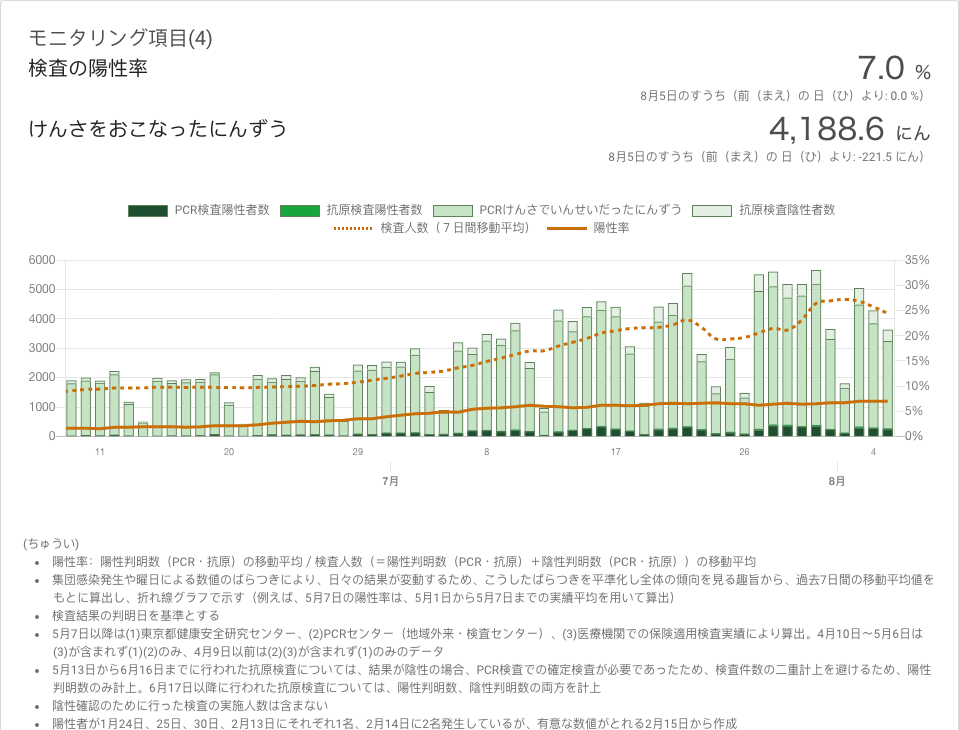 モニタリング項目(4)
検査の陽性率
7.0 %
8月5日のすうち（前（まえ）の 日（ひ）より: 0.0 %）
けんさをおこなったにんずう
4,188.6 にん
8月5日のすうち（前（まえ）の 日（ひ）より: -221.5 にん）
PCR検査陽性者数 抗原検査陽性者数 PCRけんさでいんせいだったにんずう 抗原検査陰性者数
検査人数（７日間移動平均） 陽性率
6000 35%
5000 30%
4000 25%
3000 20%
2000 15%
1000 10%
0 5%
0%
11 20 29 8 17 26 4
7月 8月
(ちゅうい)
• 陽性率：陽性判明数（PCR・抗原）の移動平均 / 検査人数（＝陽性判明数（PCR・抗原）＋陰性判明数（PCR・抗原））の移動平均
• 集団感染発生や曜日による数値のばらつきにより、日々の結果が変動するため、こうしたばらつきを平準化し全体の傾向を見る趣旨から、過去7日間の移動平均値を
もとに算出し、折れ線グラフで示す（例えば、5月7日の陽性率は、5月1日から5月7日までの実績平均を用いて算出）
• 検査結果の判明日を基準とする
• 5月7日以降は(1)東京都健康安全研究センター、(2)PCRセンター（地域外来・検査センター）、(3)医療機関での保険適用検査実績により算出。4月10日～5月6日は
(3)が含まれず(1)(2)のみ、4月9日以前は(2)(3)が含まれず(1)のみのデータ
• 5月13日から6月16日までに行われた抗原検査については、結果が陰性の場合、PCR検査での確定検査が必要であったため、検査件数の二重計上を避けるため、陽性
判明数のみ計上。6月17日以降に行われた抗原検査については、陽性判明数、陰性判明数の両方を計上
• 陰性確認のために行った検査の実施人数は含まない
• 陽性者が1月24日、25日、30日、2月13日にそれぞれ1名、2月14日に2名発生しているが、有意な数値がとれる2月15日から作成